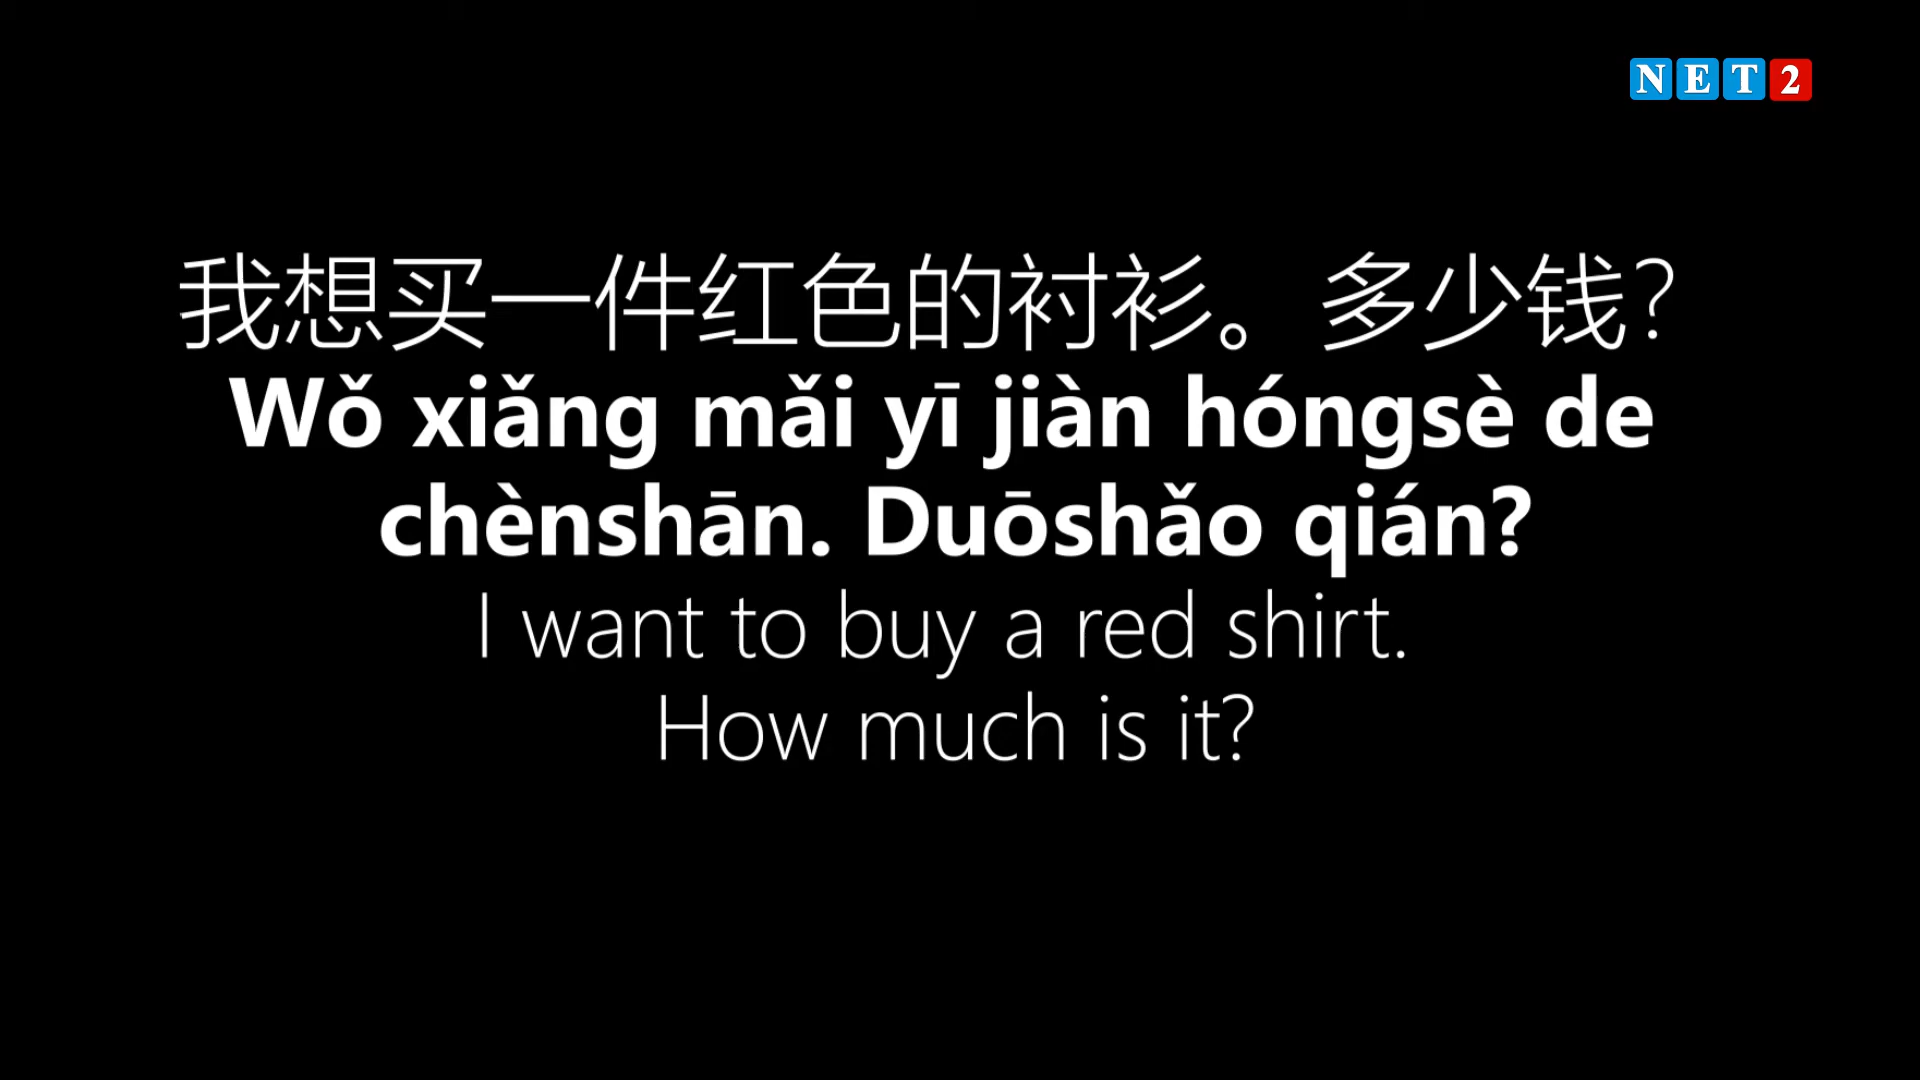 NET2
我想买一件红色的衬衫。多少钱?
Wǒ xiǎng mǎi yī jiàn hóngsè de
chènshān. Duōshǎo qián?
I want to buy a red shirt.
How much is it?